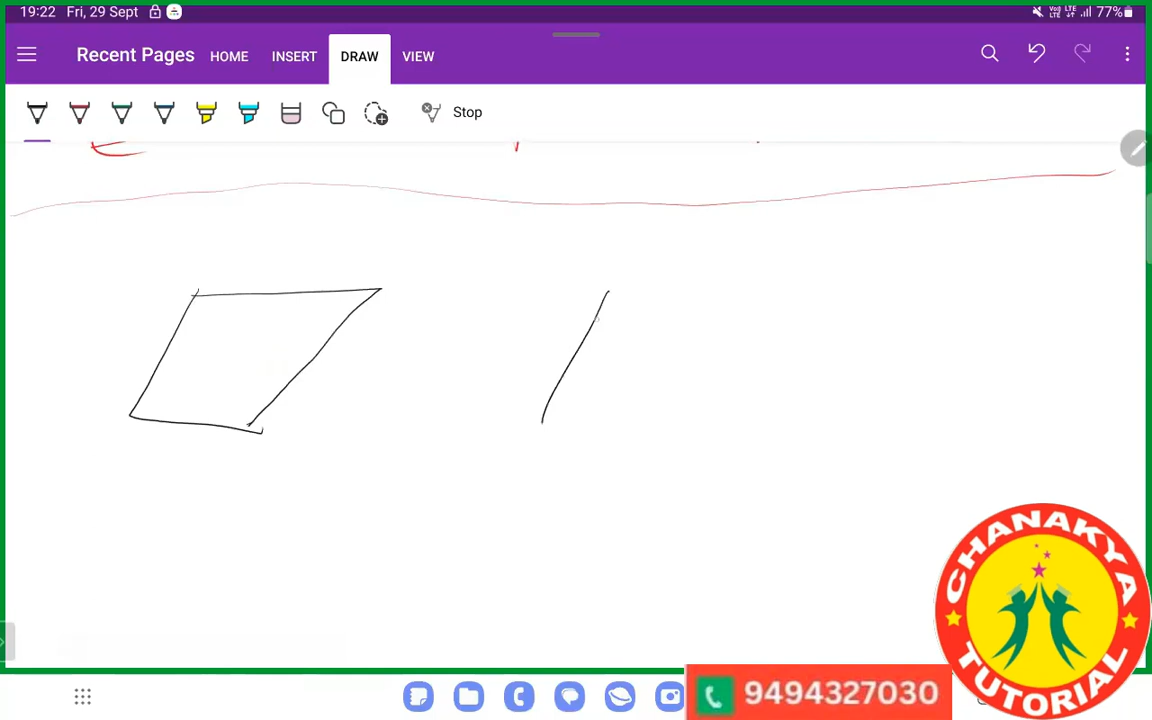 19:22 Fri, 29 Sept
77%
Recent Pages HOME INSERT DRAW VIEW
Stop
CHANAKYA
TUTORIAL
9494327030